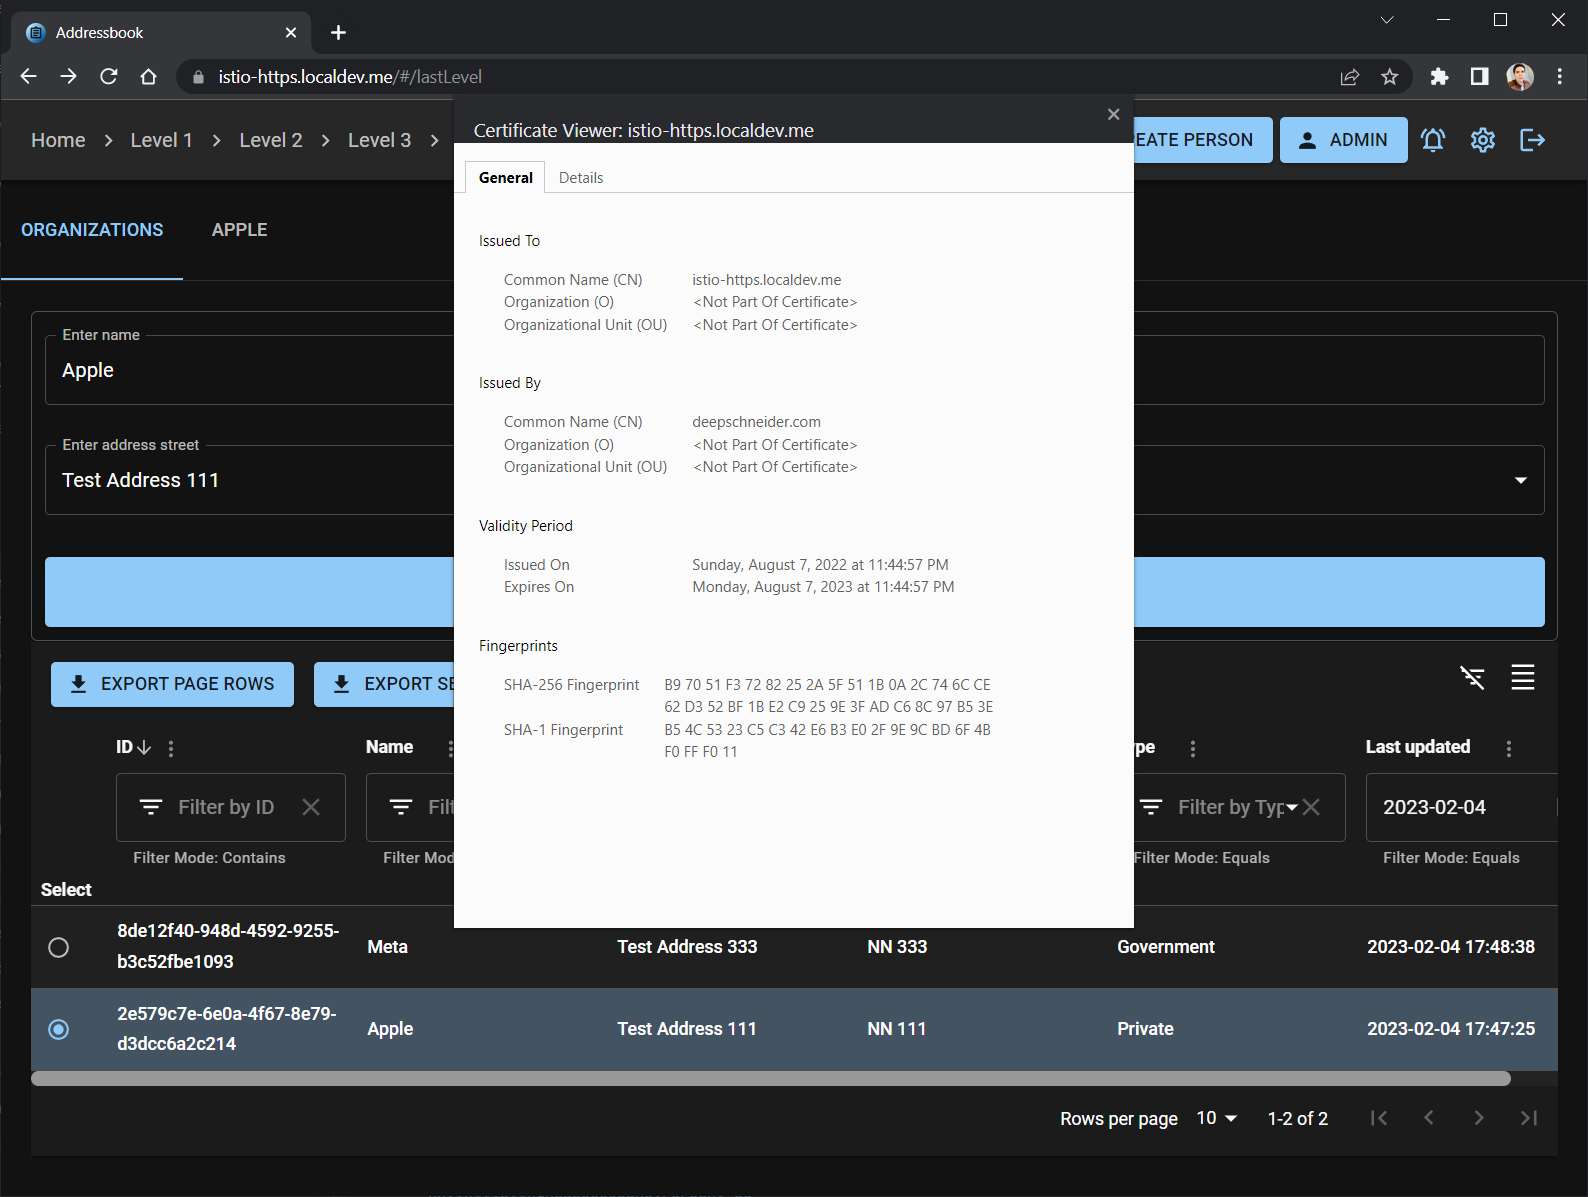 Addressbook
istio-https.localdev.me/#/lastLevel
Home > Level 1 > Level 2 > Level 3 >
EATE PERSON
ADMIN
Certificate Viewer: istio-https.localdev.me
General Details
ORGANIZATIONS APPLE
Issued To
Common Name (CN) istio-https.localdev.me
Organization (O) <Not Part Of Certificate>
Organizational Unit (OU) <Not Part Of Certificate>
Issued By
Common Name (CN) deepschneider.com
Organization (O) <Not Part Of Certificate>
Organizational Unit (OU) <Not Part Of Certificate>
Validity Period
Issued On Sunday, August 7, 2022 at 11:44:57 PM
Expires On Monday, August 7, 2023 at 11:44:57 PM
Fingerprints
SHA-256 Fingerprint B9 70 51 F3 72 82 25 2A 5F 51 1B 0A 2C 74 6C CE
62 D3 52 BF 1B E2 C9 25 9E 3F AD C6 8C 97 B5 3E
SHA-1 Fingerprint B5 4C 53 23 C5 C3 42 E6 B3 E0 2F 9E 9C BD 6F 4B
F0 FF F0 11
Enter name
Apple
Enter address street
Test Address 111
EXPORT PAGE ROWS EXPORT SE
ID Name ype Last updated
Filter by ID Filt Filter by Typ 2023-02-04
Filter Mode: Contains Filter Mod Filter Mode: Equals Filter Mode: Equals
Select
8de12f40-948d-4592-9255-
b3c52fbe1093
Meta Test Address 333 NN 333 Government 2023-02-04 17:48:38
2e579c7e-6e0a-4f67-8e79-
d3dcc6a2c214
Apple Test Address 111 NN 111 Private 2023-02-04 17:47:25
Rows per page 10 1-2 of 2